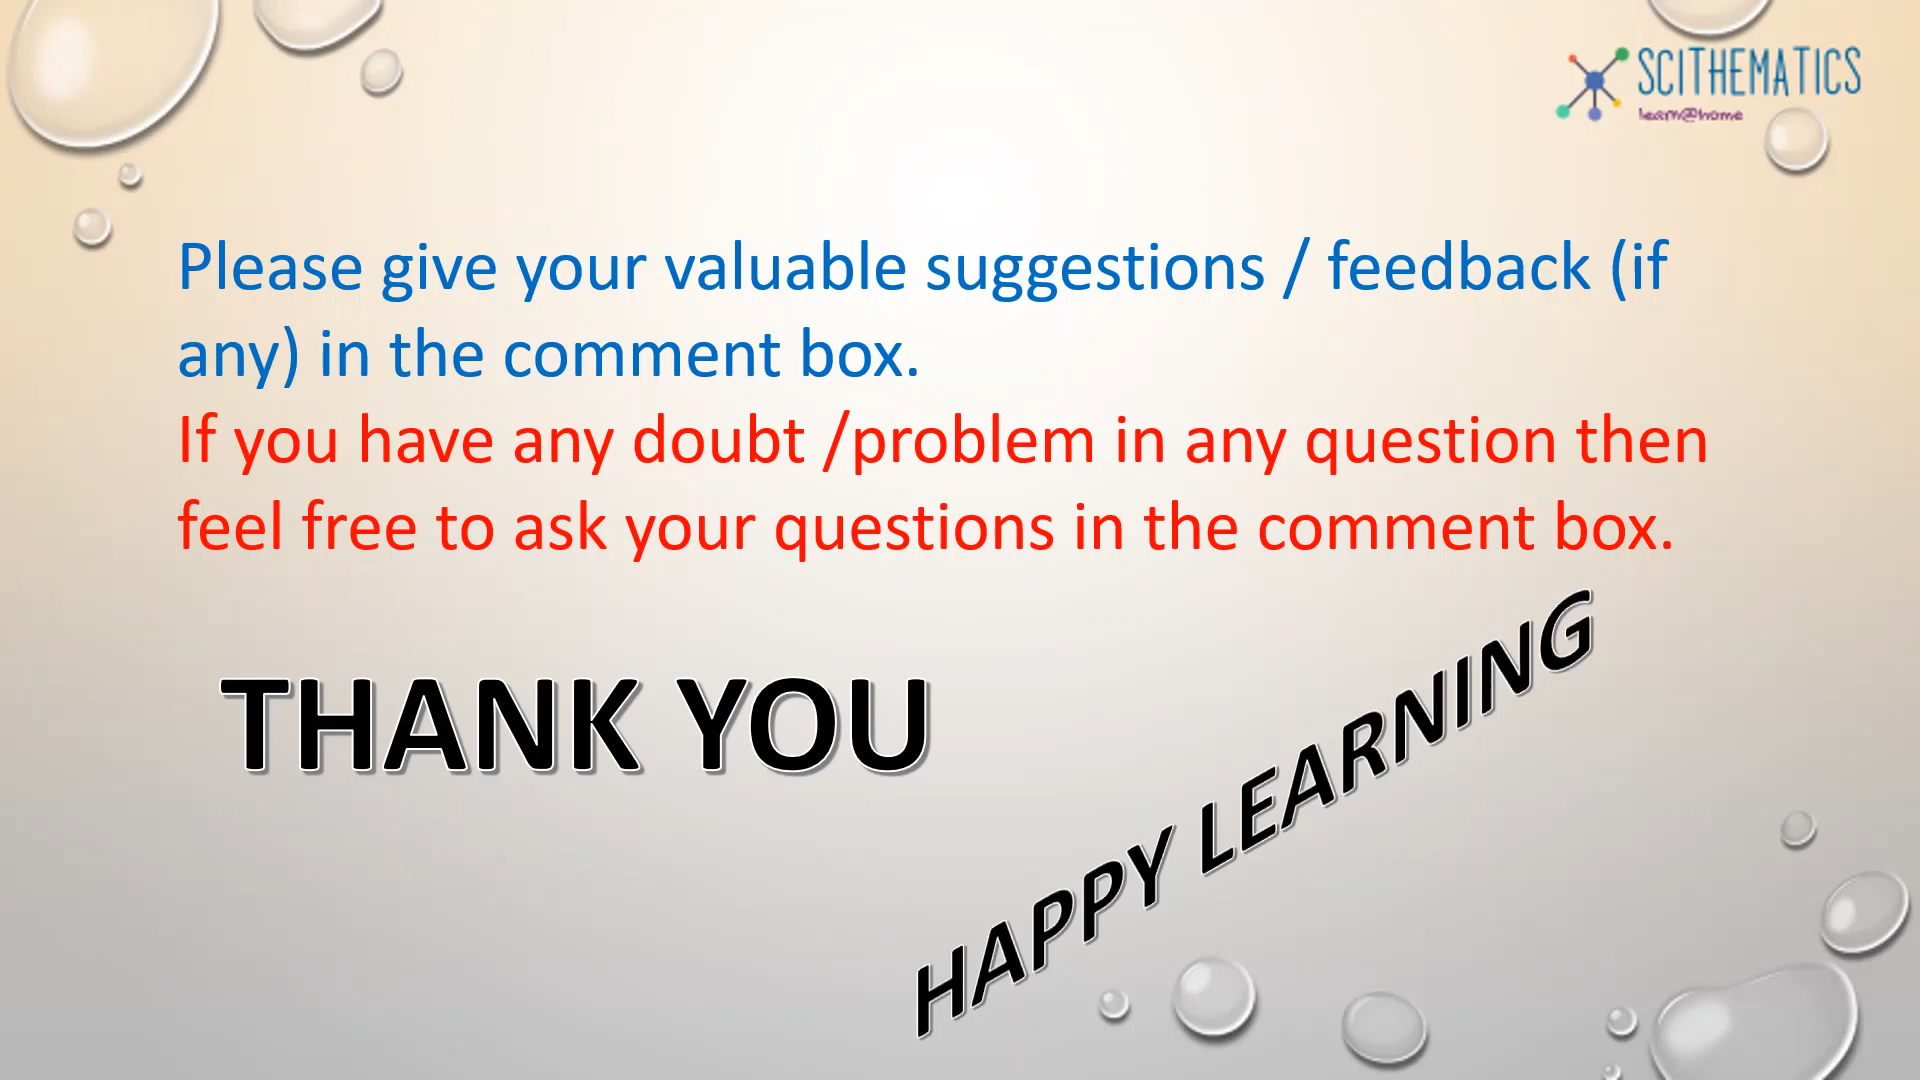 SCITHEMATICS
learn@home
Please give your valuable suggestions / feedback (if
any) in the comment box.
If you have any doubt /problem in any question then
feel free to ask your questions in the comment box.
THANK YOU
HAPPY LEARNING